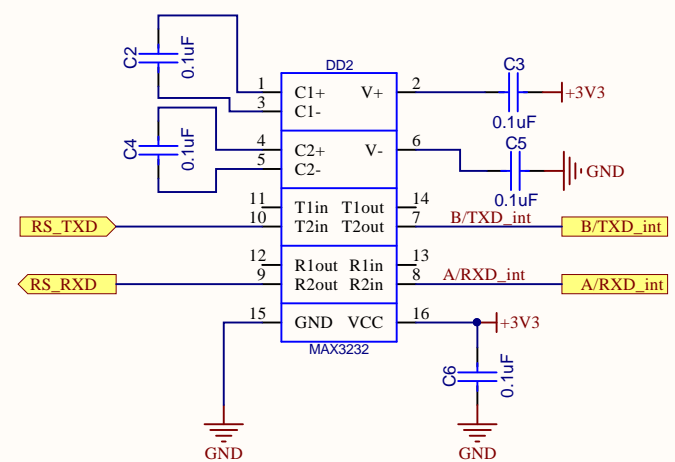 C2
0.1uF
DD2
C3
1 C1+ V+ 2
+3V3
3 C1-
0.1uF
C4
0.1uF
4 C2+ V- 6
C5
5 C2-
GND
0.1uF
11 T1in T1out 14
RS_TXD 10 T2in T2out 7 B/TXD_int B/TXD_int
12 R1out R1in 13
RS_RXD 9 R2out R2in 8 A/RXD_int A/RXD_int
15 GND VCC 16 +3V3
MAX3232
C6
0.1uF
GND GND